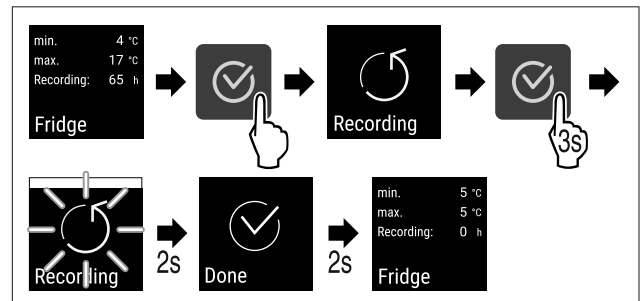 min. 4 °C
max. 17 °C
Recording: 65 h
Fridge
Recording
3s
Recording
2s
Done
2s
min. 5 °C
max. 5 °C
Recording: 0 h
Fridge